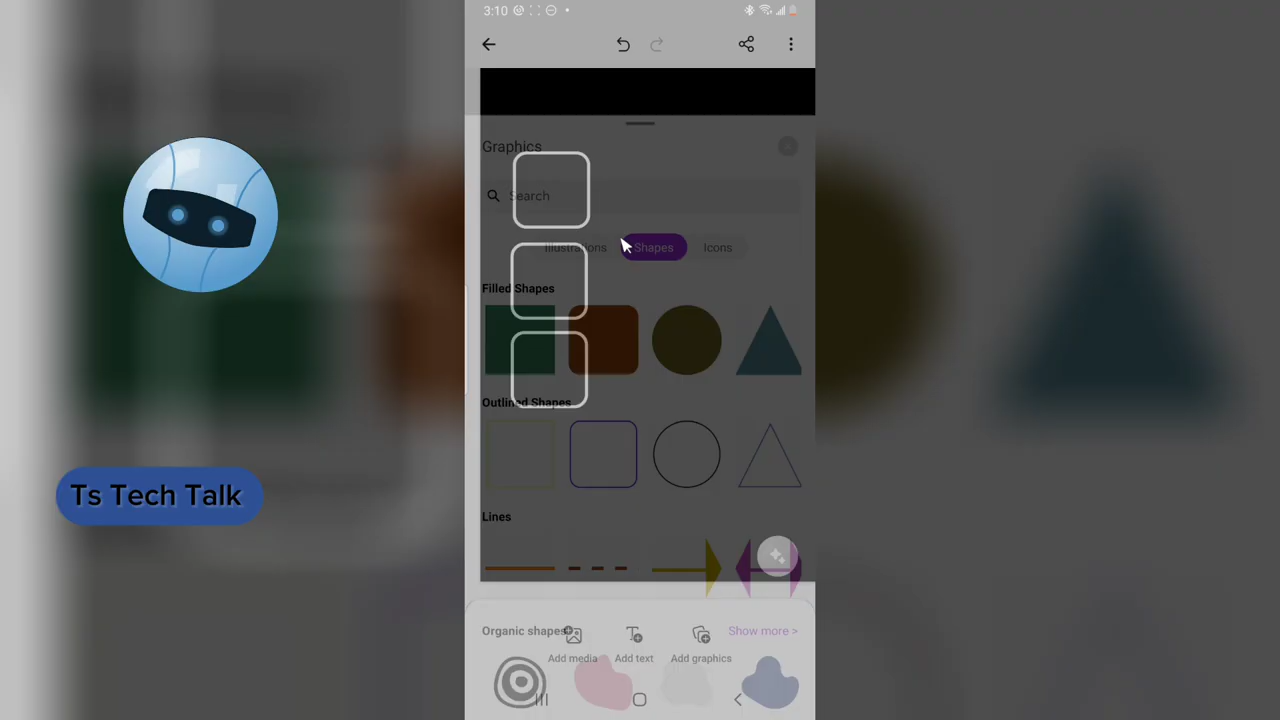 3:10
Graphics
Search
Illustrations
Shapes
Icons
Filled Shapes
Outlined Shapes
Ts Tech Talk
Lines
Organic shapes
Show more >
Add media
Add text
Add graphics